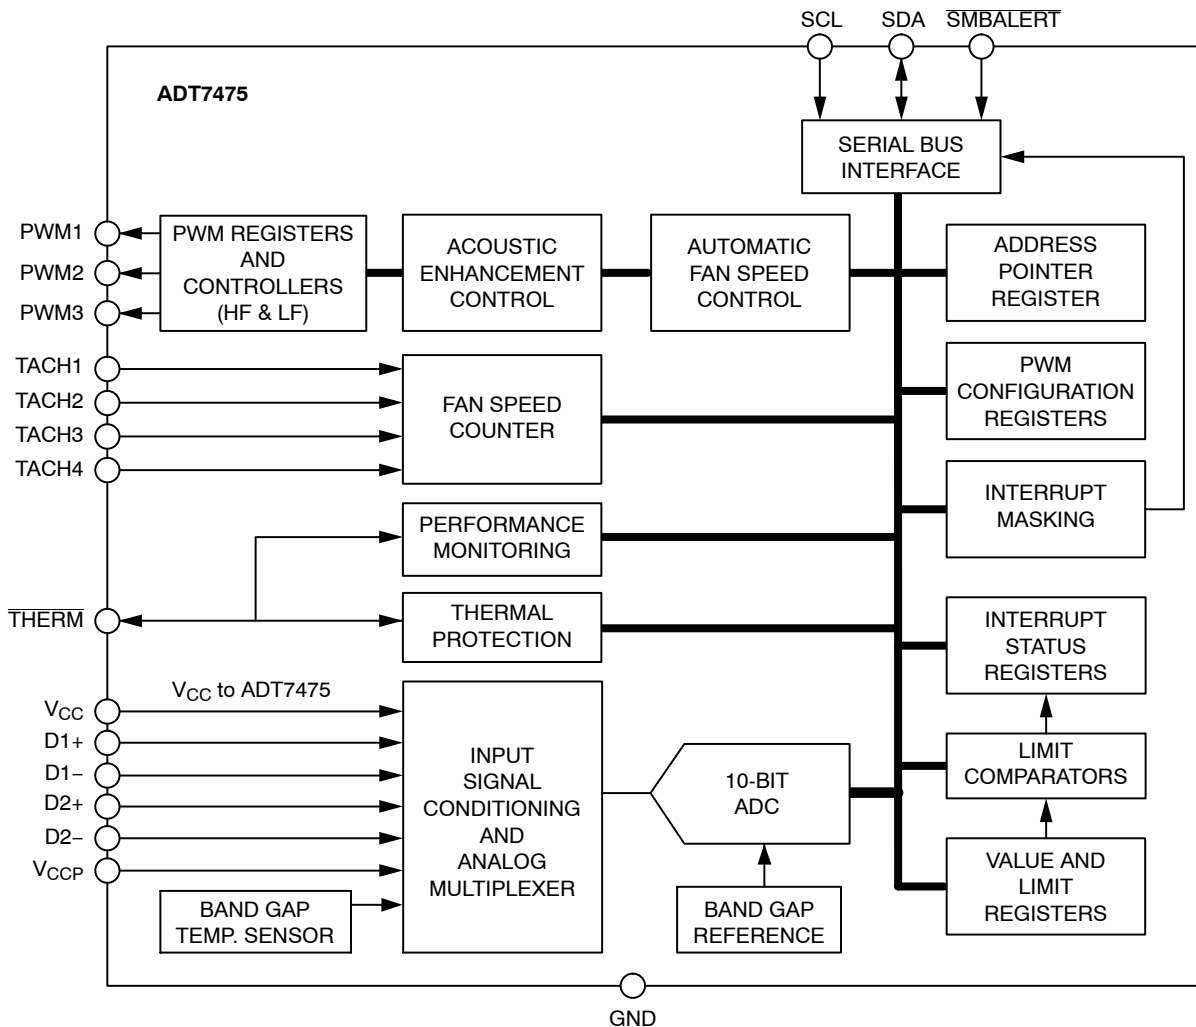 SCL
SDA
SMBALERT
ADT7475
SERIAL BUS
INTERFACE
PWM1
PWM2
PWM3
PWM REGISTERS
AND
CONTROLLERS
(HF & LF)
ACOUSTIC
ENHANCEMENT
CONTROL
AUTOMATIC
FAN SPEED
CONTROL
ADDRESS
POINTER
REGISTER
TACH1
TACH2
TACH3
TACH4
FAN SPEED
COUNTER
PWM
CONFIGURATION
REGISTERS
PERFORMANCE
MONITORING
INTERRUPT
MASKING
THERM
THERMAL
PROTECTION
INTERRUPT
STATUS
REGISTERS
VCC to ADT7475
VCC
D1+
D1−
D2+
D2−
VCCP
INPUT
SIGNAL
CONDITIONING
AND
ANALOG
MULTIPLEXER
10-BIT
ADC
LIMIT
COMPARATORS
BAND GAP
TEMP. SENSOR
BAND GAP
REFERENCE
VALUE AND
LIMIT
REGISTERS
GND